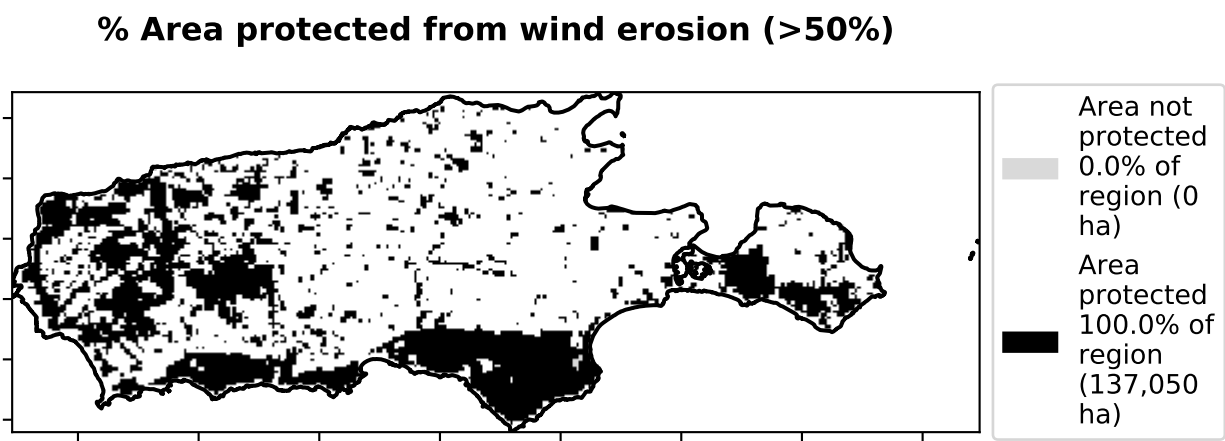 % Area protected from wind erosion (>50%)
Area not
protected
0.0% of
region (0
ha)
Area
protected
100.0% of
region
(137,050
ha)